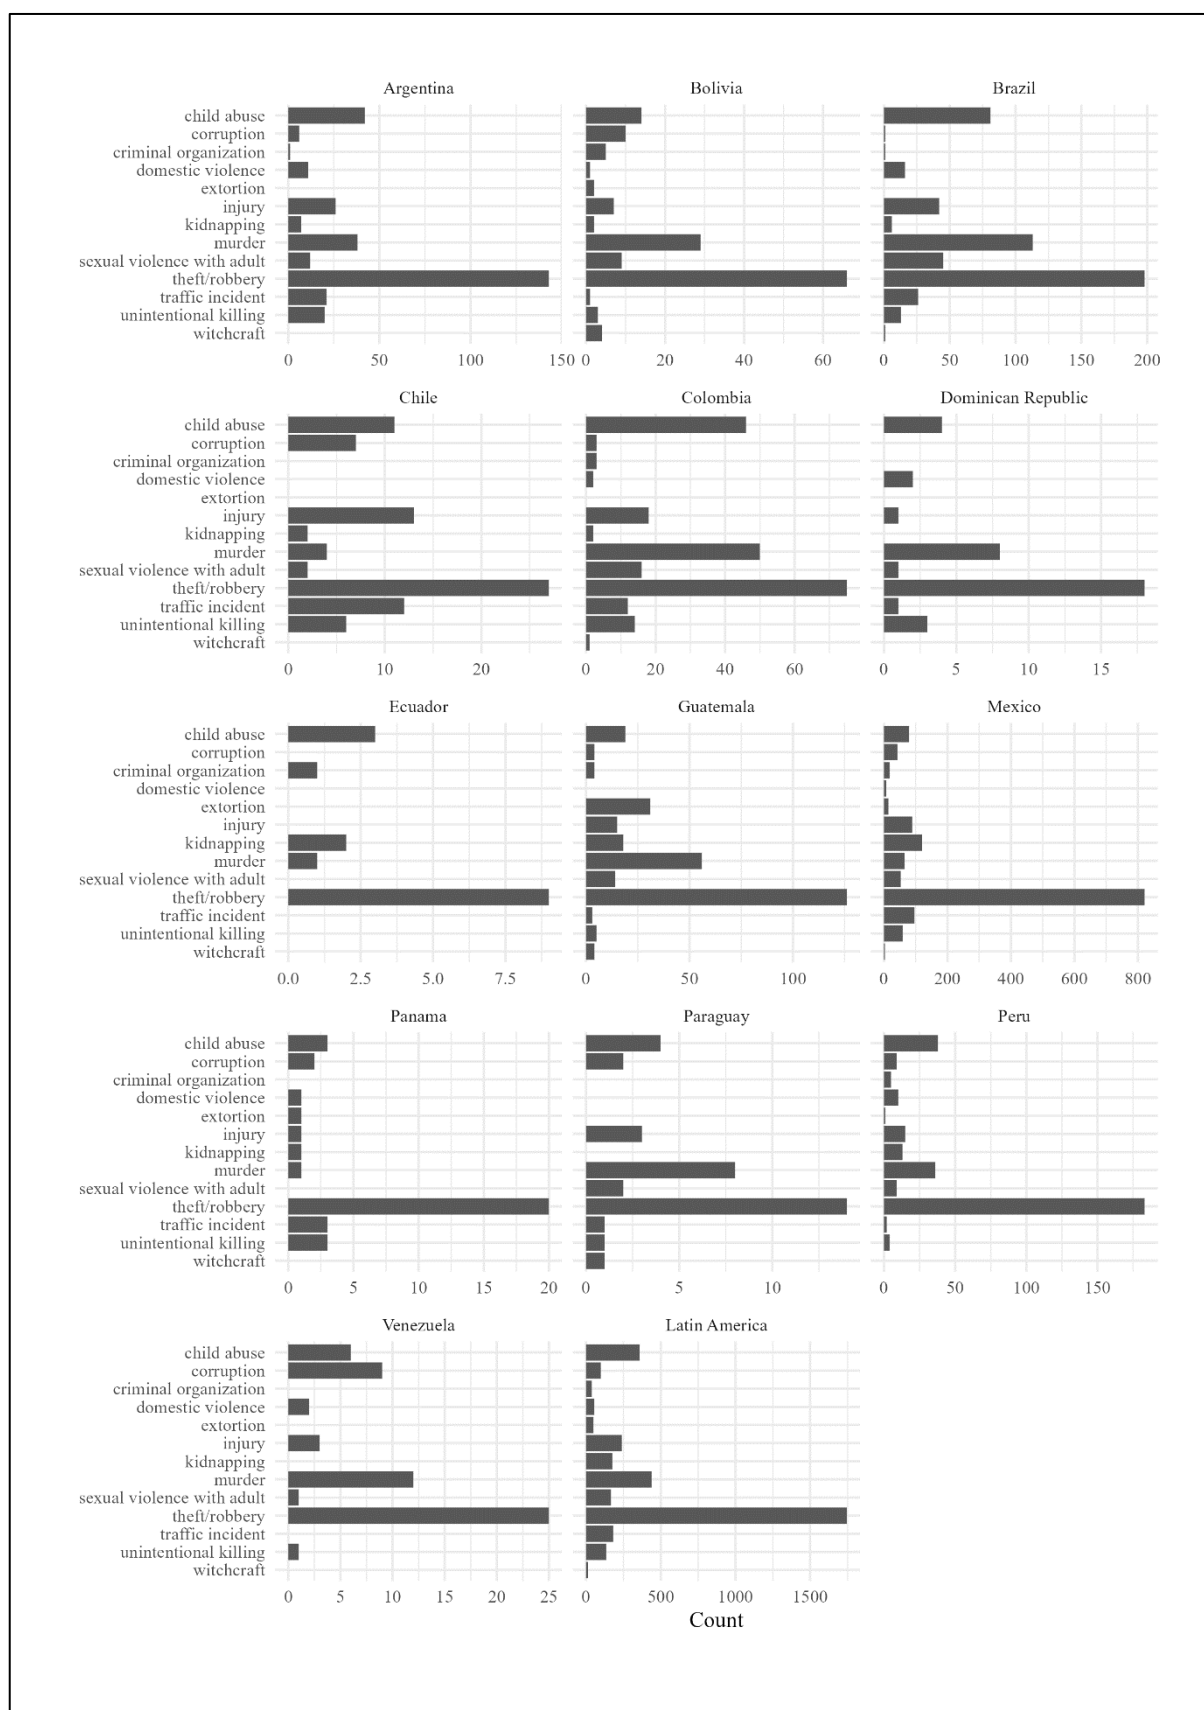 Argentina
Bolivia
Brazil
child abuse
corruption
criminal organization
domestic violence
extortion
injury
kidnapping
murder
sexual violence with adult
theft/robbery
traffic incident
unintentional killing
witchcraft
0 50 100 150
0 20 40 60
0 50 100 150 200
Chile
Colombia
Dominican Republic
child abuse
corruption
criminal organization
domestic violence
extortion
injury
kidnapping
murder
sexual violence with adult
theft/robbery
traffic incident
unintentional killing
witchcraft
0 10 20
0 20 40 60
0 5 10 15
Ecuador
Guatemala
Mexico
child abuse
corruption
criminal organization
domestic violence
extortion
injury
kidnapping
murder
sexual violence with adult
theft/robbery
traffic incident
unintentional killing
witchcraft
0.0 2.5 5.0 7.5
0 50 100
0 200 400 600 800
Panama
Paraguay
Peru
child abuse
corruption
criminal organization
domestic violence
extortion
injury
kidnapping
murder
sexual violence with adult
theft/robbery
traffic incident
unintentional killing
witchcraft
0 5 10 15 20
0 5 10
0 50 100 150
Venezuela
Latin America
child abuse
corruption
criminal organization
domestic violence
extortion
injury
kidnapping
murder
sexual violence with adult
theft/robbery
traffic incident
unintentional killing
witchcraft
0 5 10 15 20 25
0 500 1000 1500
Count